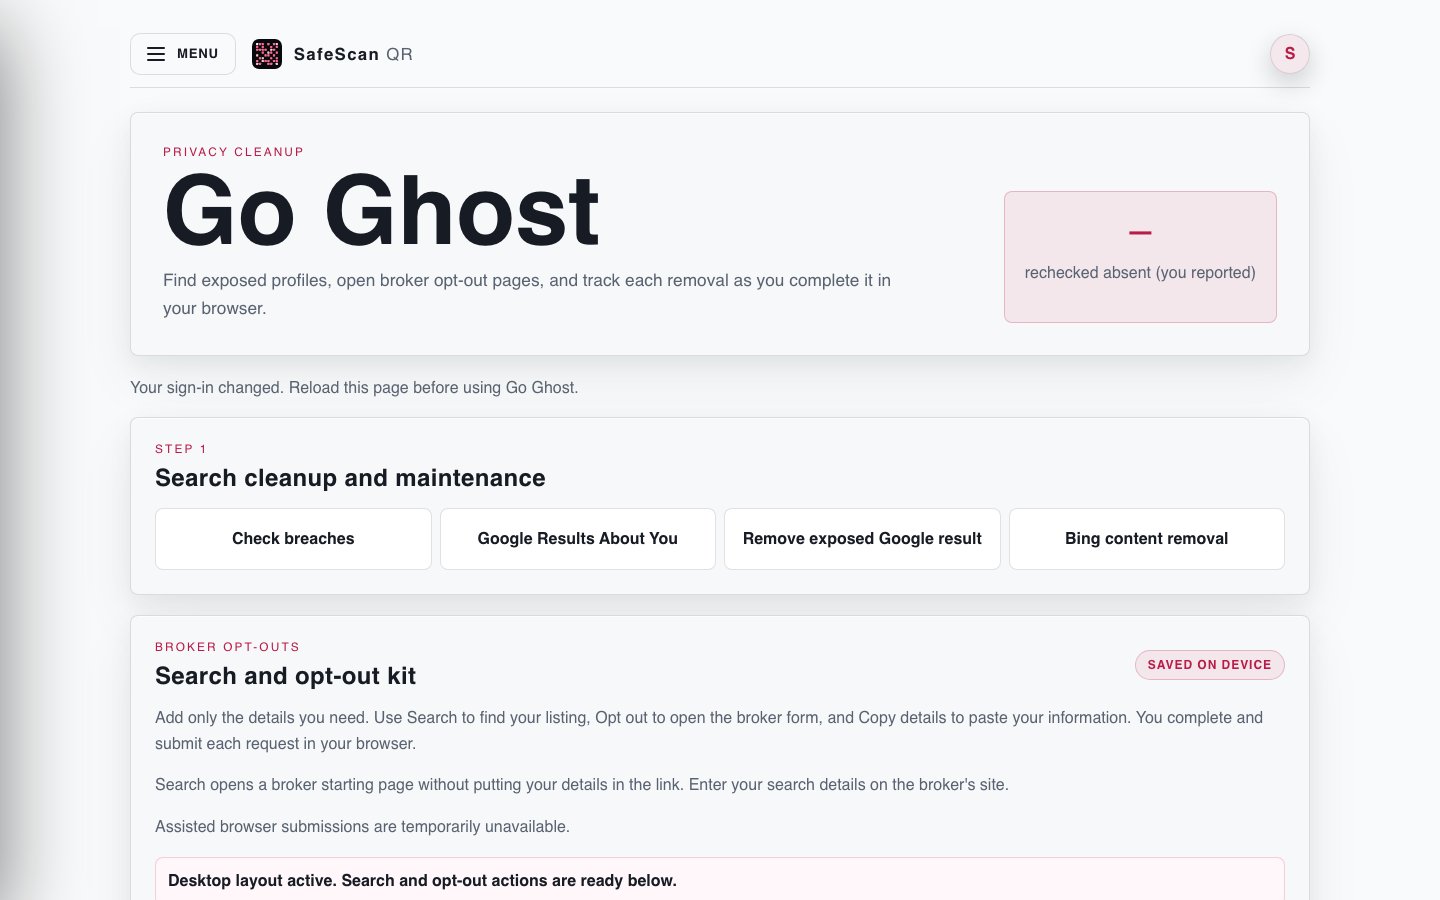 MENU
SafeScan QR
S
PRIVACY CLEANUP
Go Ghost
Find exposed profiles, open broker opt-out pages, and track each removal as you complete it in
your browser.
–
rechecked absent (you reported)
Your sign-in changed. Reload this page before using Go Ghost.
STEP 1
Search cleanup and maintenance
Check breaches
Google Results About You
Remove exposed Google result
Bing content removal
BROKER OPT-OUTS
Search and opt-out kit
SAVED ON DEVICE
Add only the details you need. Use Search to find your listing, Opt out to open the broker form, and Copy details to paste your information. You complete and
submit each request in your browser.
Search opens a broker starting page without putting your details in the link. Enter your search details on the broker's site.
Assisted browser submissions are temporarily unavailable.
Desktop layout active. Search and opt-out actions are ready below.